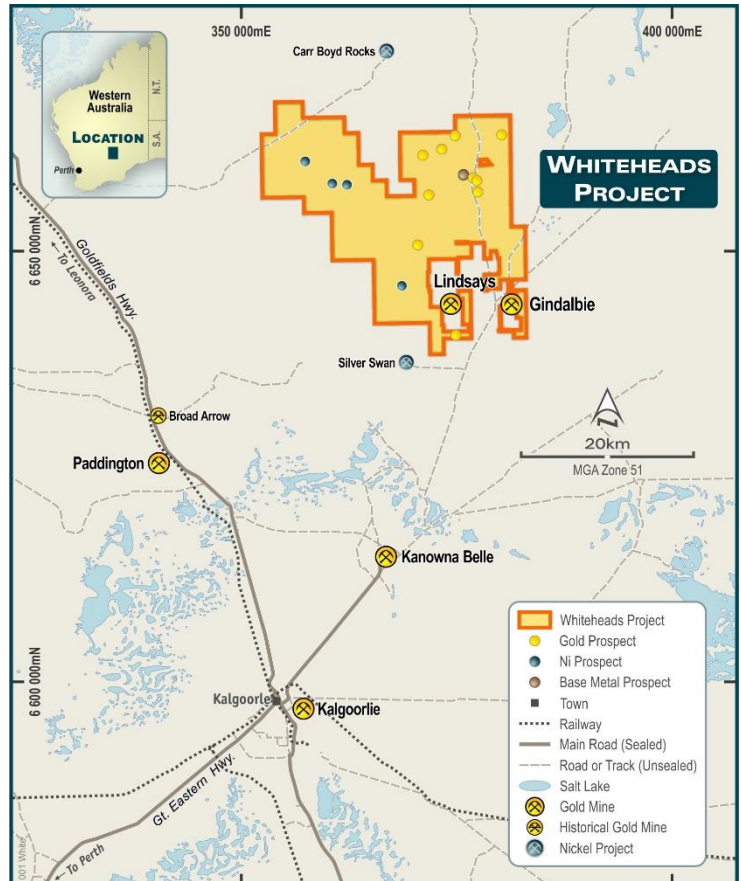 350 000mE
400 000mE
Carr Boyd Rocks
Western
Australia
N.T.
S.A.
LOCATION
Perth
WHITEHEADS
PROJECT
6 650 000mN
To Leonora
Goldfields Hwy.
Lindsays
Gindalbie
Silver Swan
Broad Arrow
Paddington
20km
MGA Zone 51
Kanowna Belle
6 600 000mN
Kalgoorle
Kalgoorlie
Gt. Eastern Hwy.
To Perth
Whiteheads Project
Gold Prospect
Ni Prospect
Base Metal Prospect
Town
Railway
Main Road (Sealed)
Road or Track (Unsealed)
Salt Lake
Gold Mine
Historical Gold Mine
Nickel Project
001 White